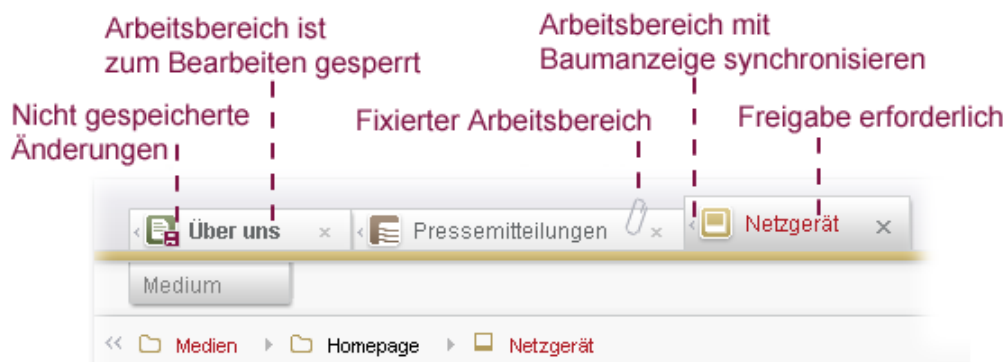 Arbeitsbereich ist
zum Bearbeiten gesperrt
Arbeitsbereich mit
Baumanzeige synchronisieren
Nicht gespeicherte
Änderungen
Fixierter Arbeitsbereich
Freigabe erforderlich
Über uns
Pressemitteilungen
Netzgerät
Medium
Medien
Homepage
Netzgerät